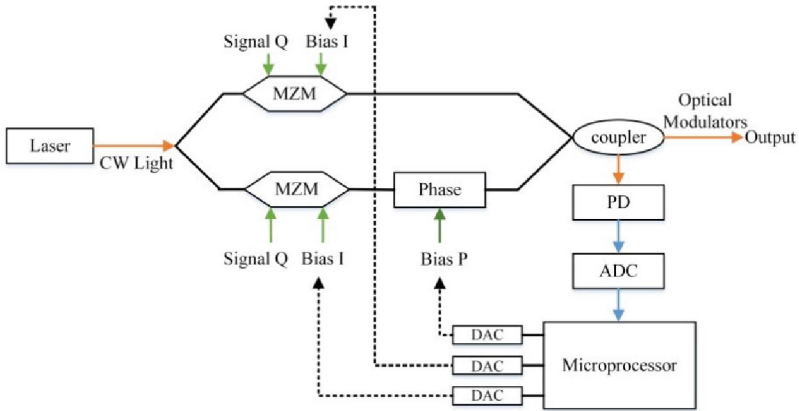 Signal Q
Bias I
MZM
Laser
CW Light
coupler
Optical
Modulators
Output
MZM
Phase
PD
Signal Q
Bias I
Bias P
ADC
DAC
DAC
DAC
Microprocessor